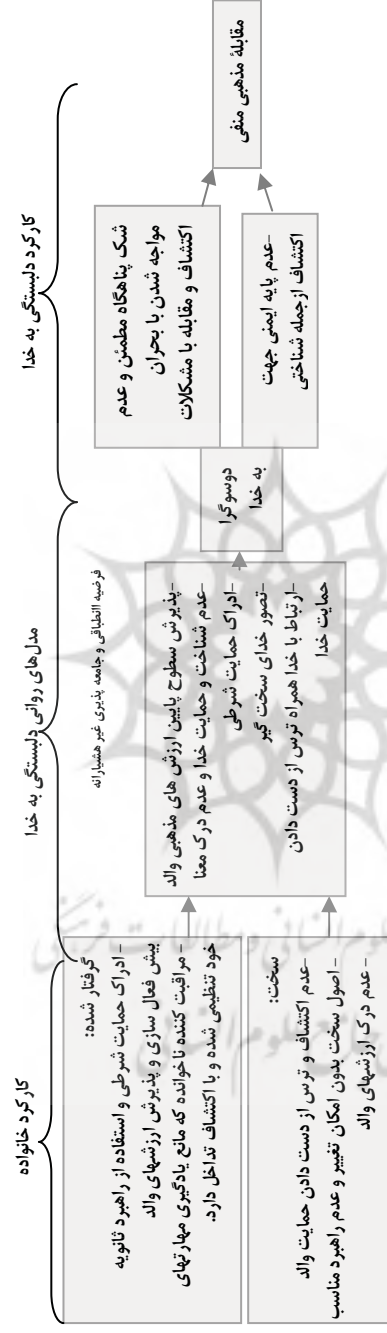 کارکرد خانواده
مدل‌های روانی دلبستگی به خدا
کارکرد دلبستگی به خدا
گرفتار شده:
- ادراک حمایت شرطی و استفاده از راهبرد ثانویه
بیش فعال سازی و پذیرش ارزشهای والد
- مراقبت کننده ناخوانده که مانع یادگیری مهارتهای
خود تنظیمی شده و با اکتشاف تداخل دارد.
سخت:
-عدم اکتشاف و ترس از دست دادن حمایت والد
- اصول سخت بدون امکان تغییر و عدم راهبرد مناسب
-عدم درک ارزشهای والد
فرضیه انطباقی و جامعه پذیری غیر هشیارانه
-پذیرش سطوح پایین ارزش های مذهبی والد
-عدم شناخت و حمایت خدا و عدم درک معنا
-ادراک حمایت شرطی
-تصور خدای سخت گیر
-ارتباط با خدا همراه ترس از دست دادن
حمایت خدا
دوسوگرا
به خدا
شک پناهگاه مطمئن و عدم
مواجه شدن با بحران
اکتشاف و مقابله با مشکلات
-عدم پایه ایمنی جهت
اکتشاف ازجمله شناختی
مقابلۀ مذهبی منفی